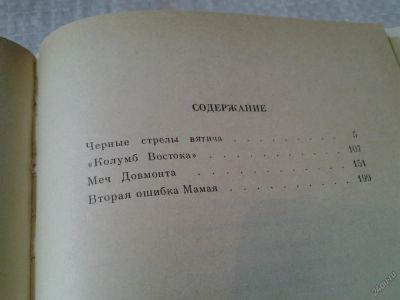 СОДЕРЖАНИЕ
Черные стрелы вятича . . . . . . . . 5
«Колумб Востока» . . . . . . . . . 107
Меч Довмонта . . . . . . . . . . 151
Вторая ошибка Мамая . . . . . . . . 199